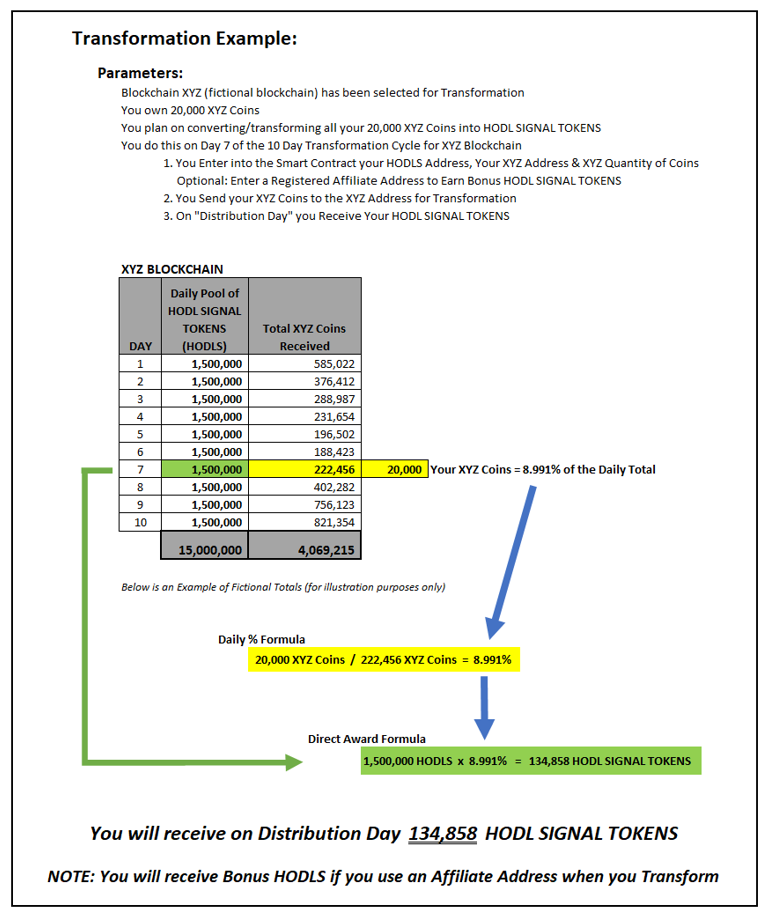 Transformation Example:
Parameters:
Blockchain XYZ (fictional blockchain) has been selected for Transformation
You own 20,000 XYZ Coins
You plan on converting/transforming all your 20,000 XYZ Coins into HODL SIGNAL TOKENS
You do this on Day 7 of the 10 Day Transformation Cycle for XYZ Blockchain
1. You Enter into the Smart Contract your HODLS Address, Your XYZ Address & XYZ Quantity of Coins
Optional: Enter a Registered Affiliate Address to Earn Bonus HODL SIGNAL TOKENS
2. You Send your XYZ Coins to the XYZ Address for Transformation
3. On "Distribution Day" you Receive Your HODL SIGNAL TOKENS
XYZ BLOCKCHAIN
Daily Pool of
HODL SIGNAL
TOKENS Total XYZ Coins
DAY (HODLS) Received
1 1,500,000 585,022
2 1,500,000 376,412
3 1,500,000 288,987
4 1,500,000 231,654
5 1,500,000 196,502
6 1,500,000 188,423
7 1,500,000 222,456 20,000 Your XYZ Coins = 8.991% of the Daily Total
8 1,500,000 402,282
9 1,500,000 756,123
10 1,500,000 821,354
15,000,000 4,069,215
Below is an Example of Fictional Totals (for illustration purposes only)
Daily % Formula
20,000 XYZ Coins / 222,456 XYZ Coins = 8.991%
Direct Award Formula
1,500,000 HODLS x 8.991% = 134,858 HODL SIGNAL TOKENS
You will receive on Distribution Day 134,858 HODL SIGNAL TOKENS
NOTE: You will receive Bonus HODLS if you use an Affiliate Address when you Transform